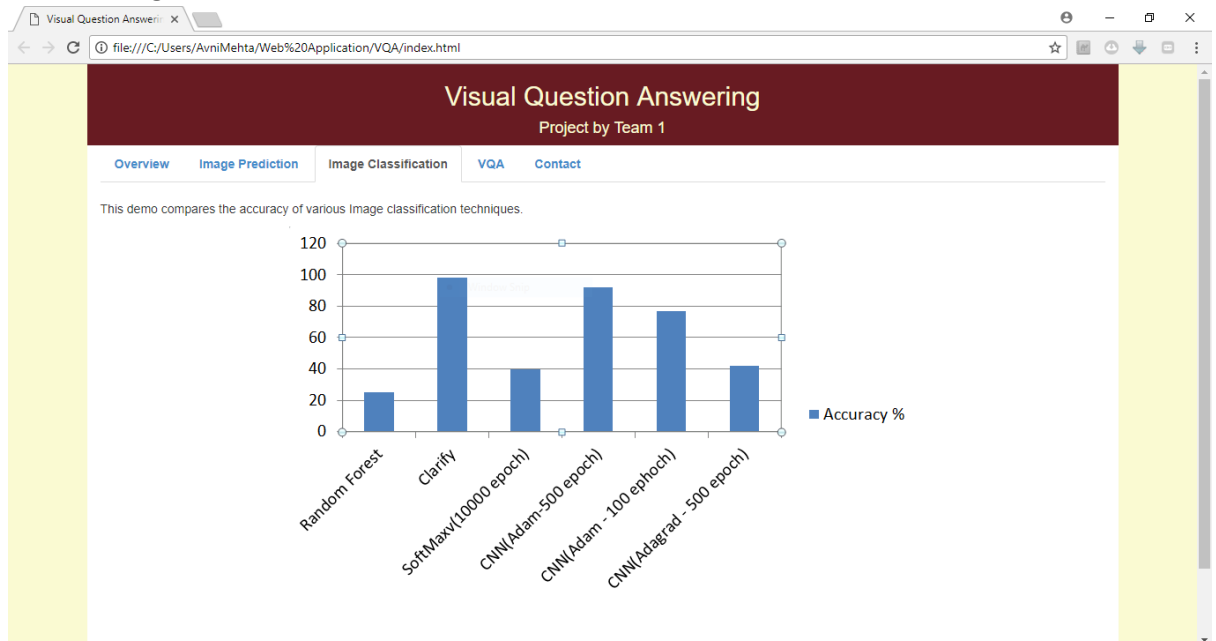 Visual Question Answerin
file:///C:/Users/AvniMehta/Web%20Application/VQA/index.html
Visual Question Answering
Project by Team 1
Overview Image Prediction Image Classification VQA Contact
This demo compares the accuracy of various Image classification techniques.
120
100
80
60
40
20
0
Accuracy %
Random Forest
Clarify
SoftMaxv(10000 epoch)
CNN(Adam-500 epoch)
CNN(Adam - 100 ephoch)
CNN(Adagrad - 500 epoch)